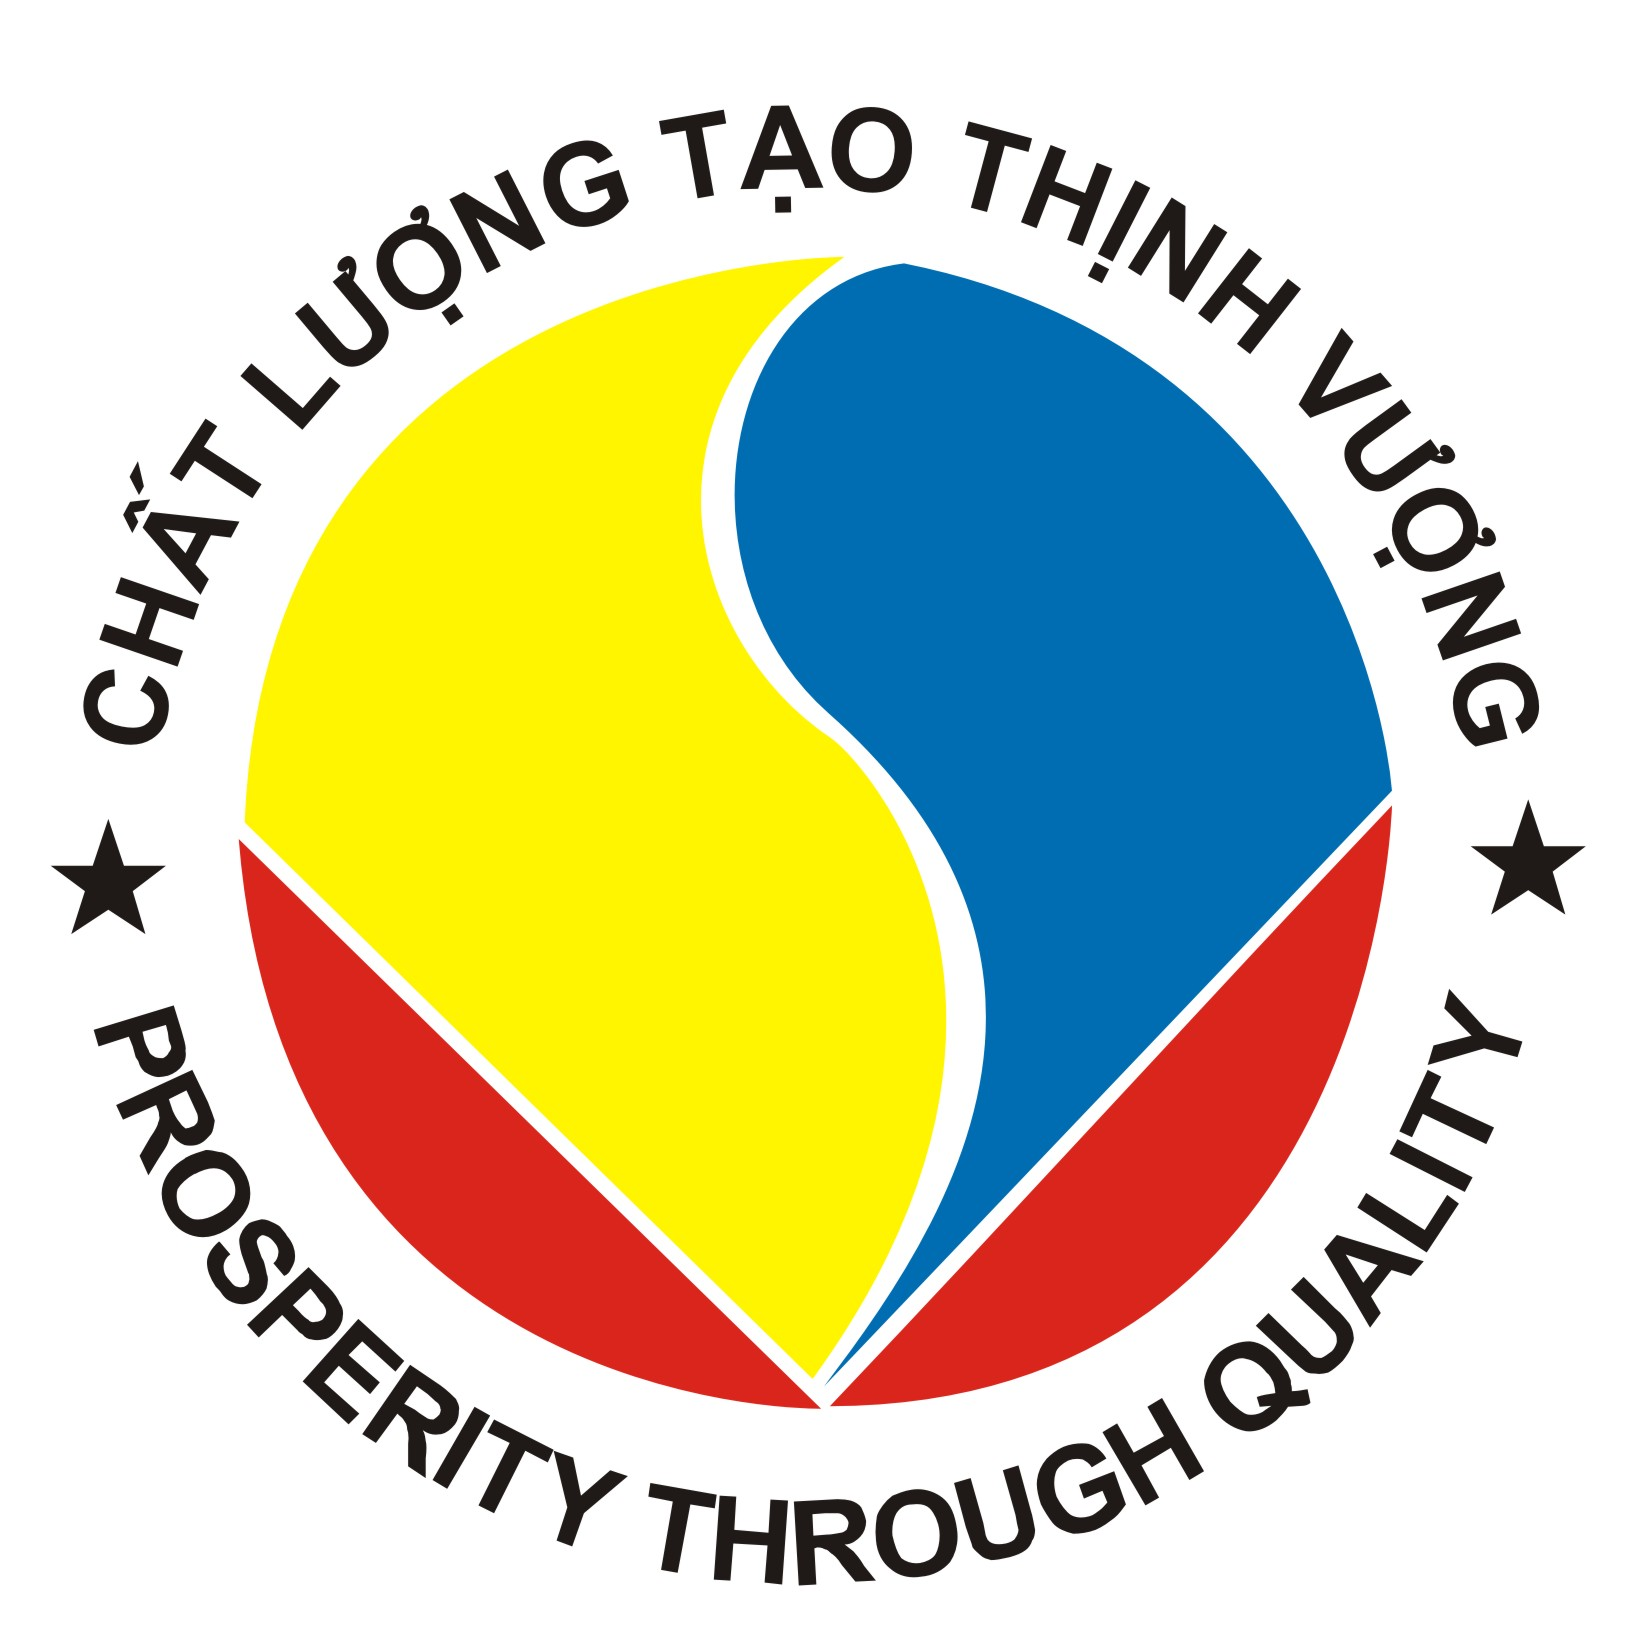 CHẤT LƯỢNG TẠO THỊNH VƯỢNG
PROSPERITY THROUGH QUALITY